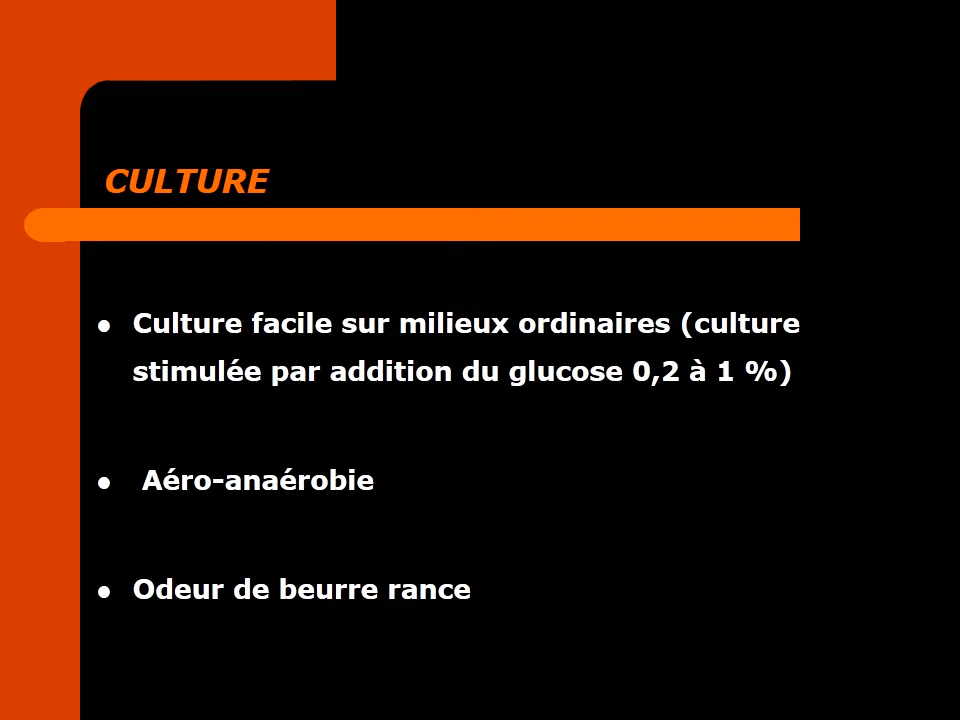 CULTURE
● Culture facile sur milieux ordinaires (culture
stimulée par addition du glucose 0,2 à 1 %)
● Aéro-anaérobie
● Odeur de beurre rance